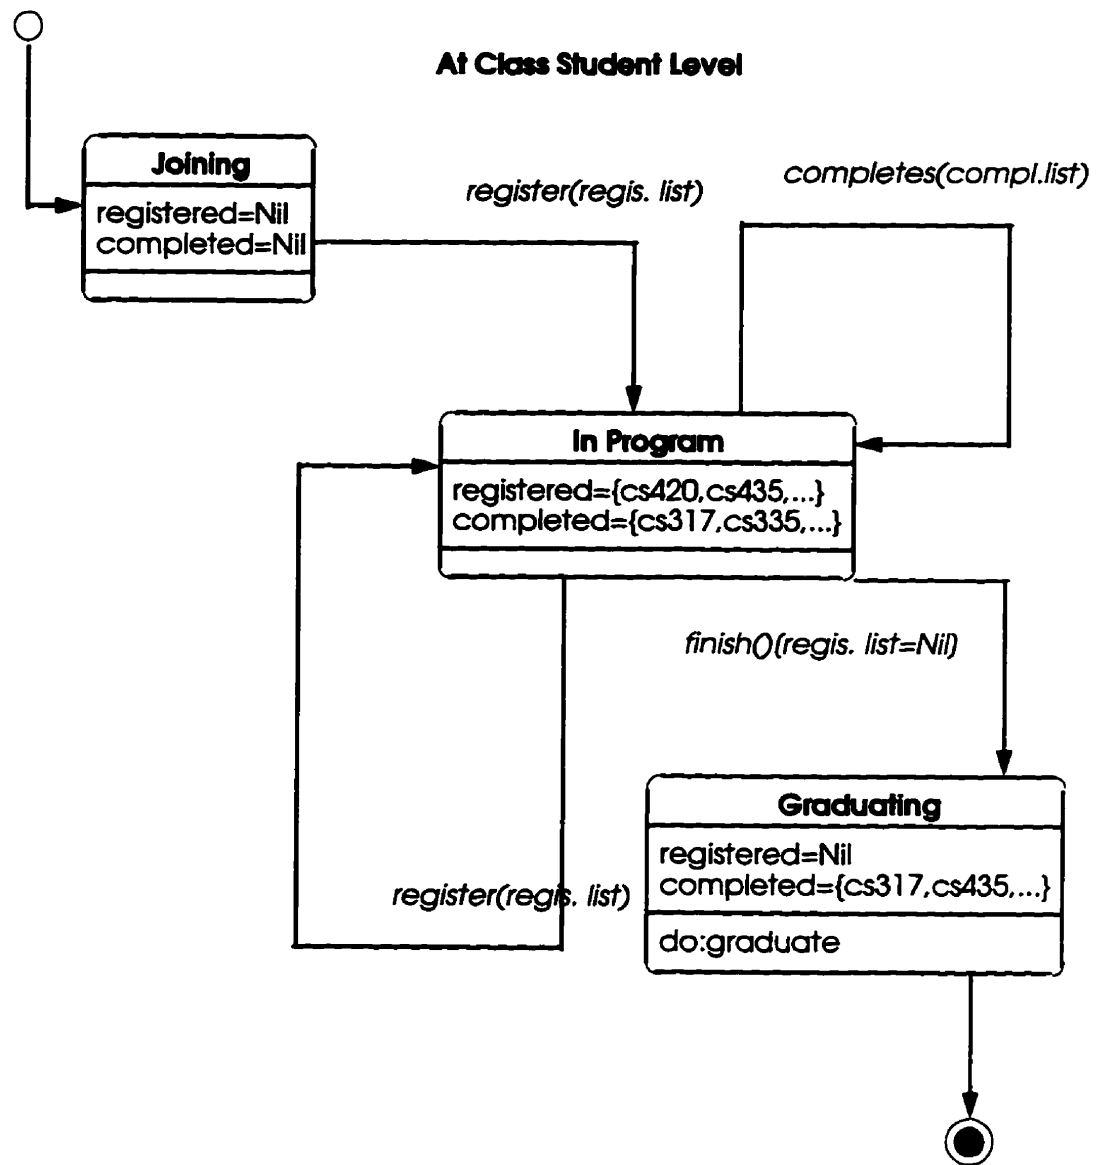 At Class Student Level
Joining
registered=Nil
completed=Nil
register(regis. list)
completes(compl.list)
In Program
registered={cs420,cs435,...}
completed={cs317,cs335,...}
finish()(regis. list=Nil)
Graduating
registered=Nil
completed={cs317,cs435,...}
do:graduate
register(regis. list)